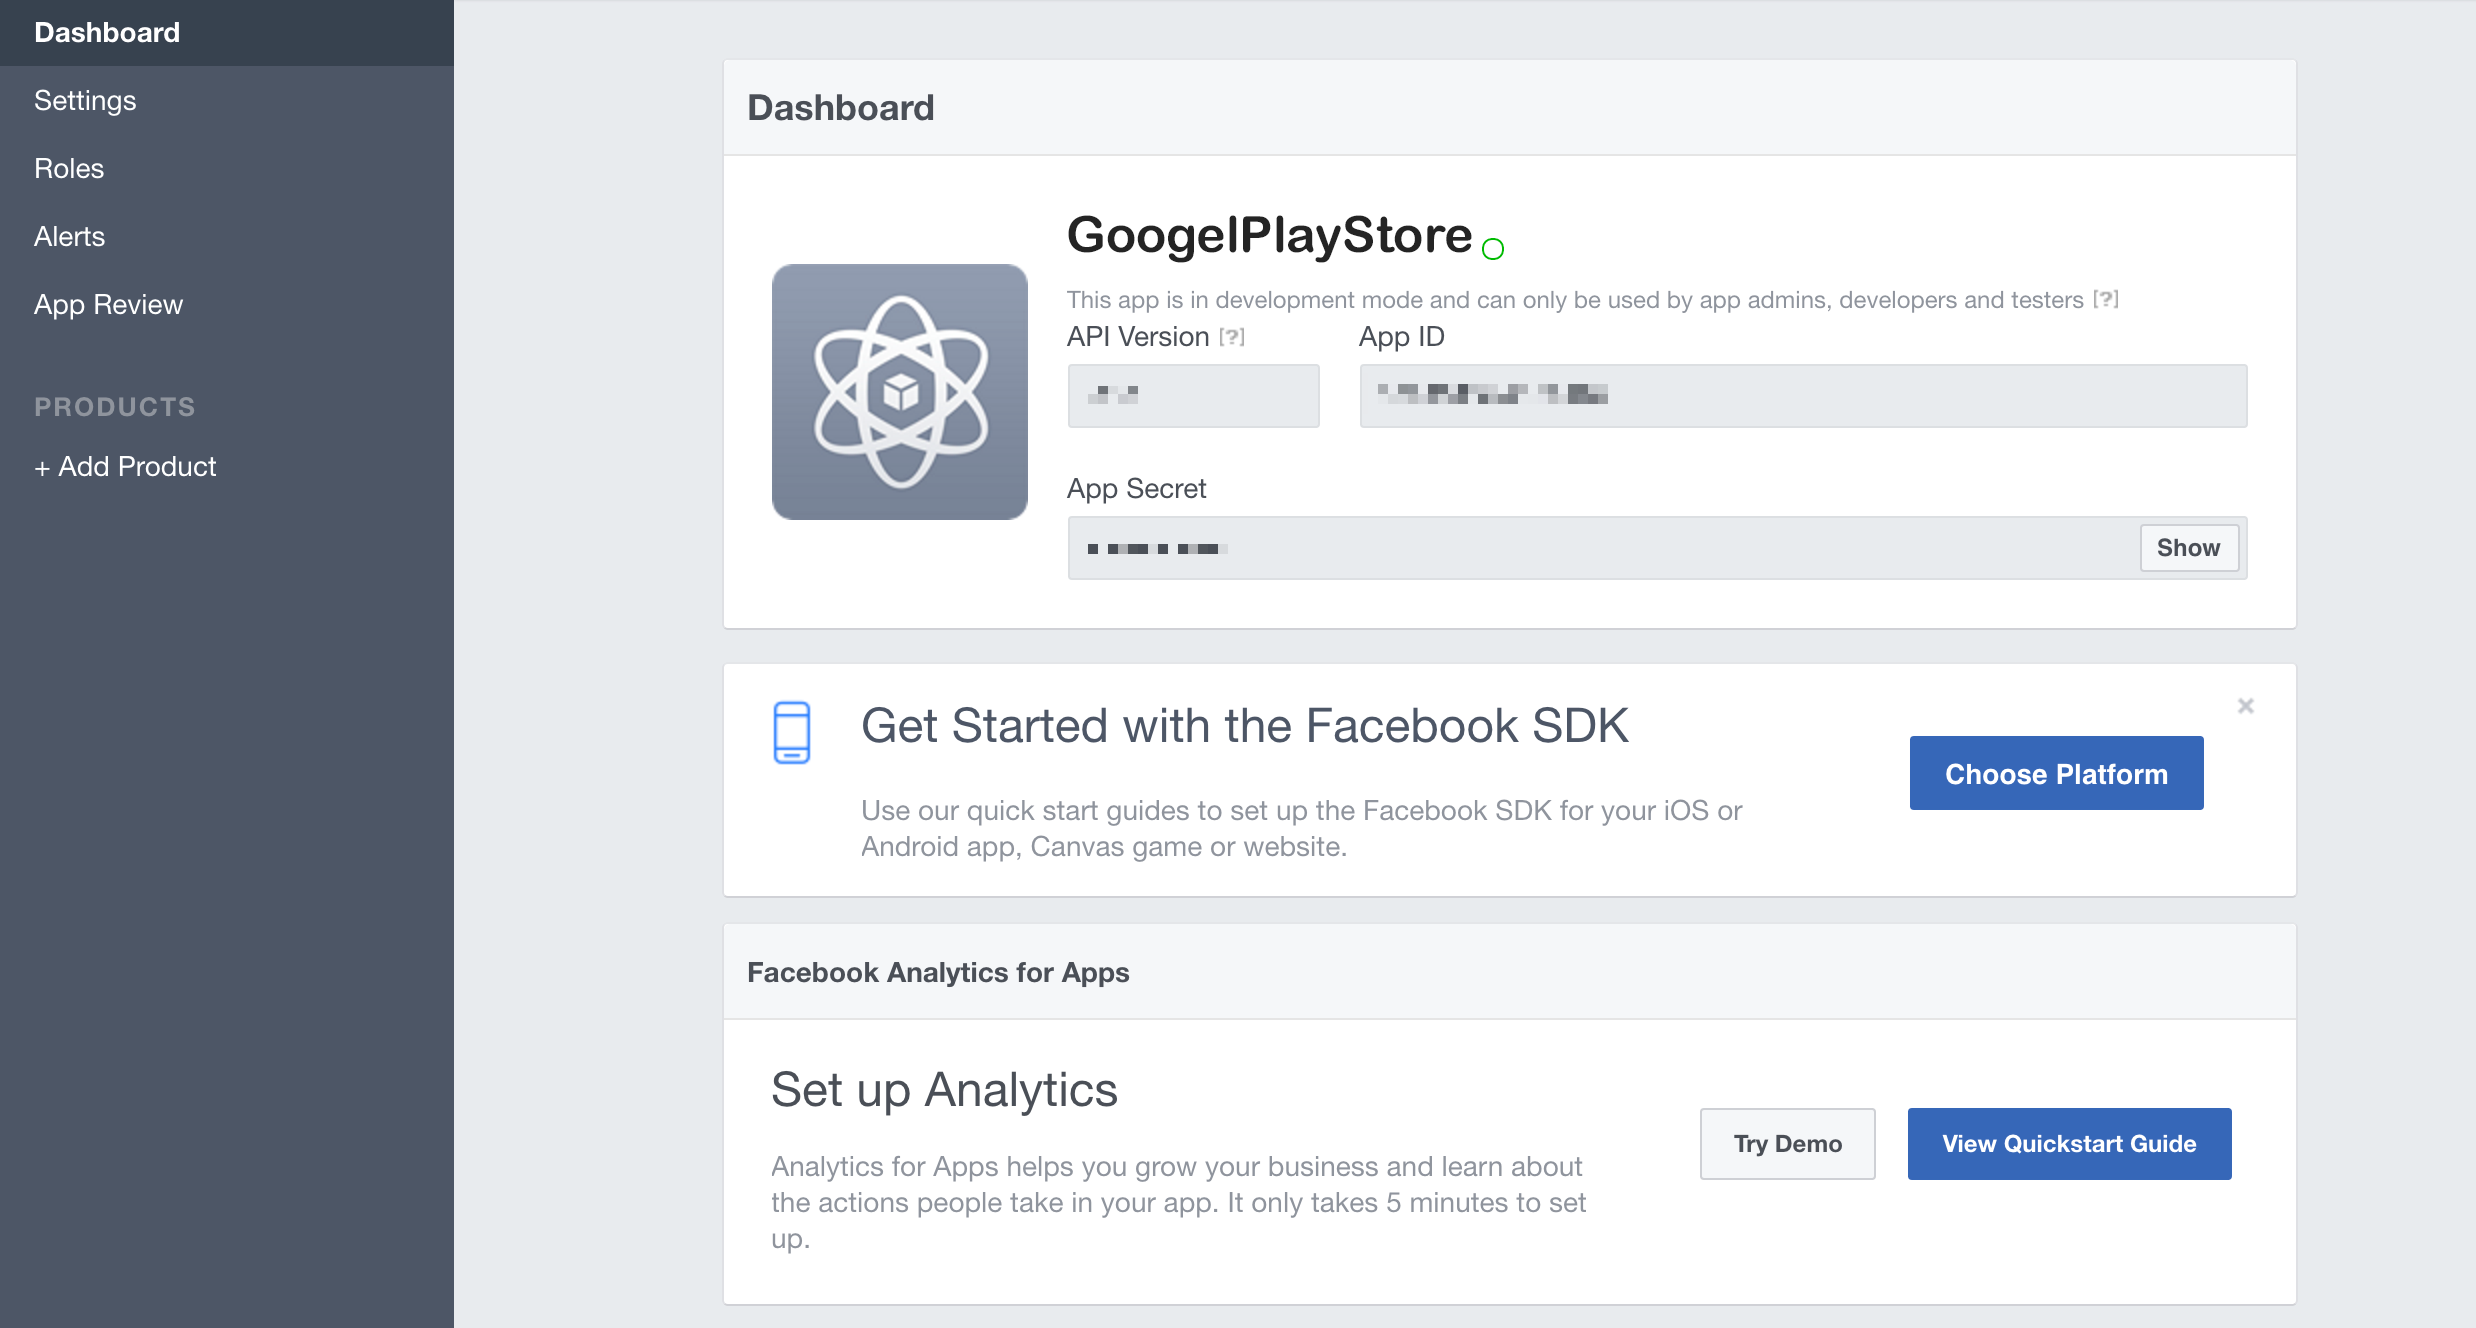 Dashboard
Settings
Roles
Alerts
App Review
PRODUCTS
+ Add Product
Dashboard
GoogelPlayStore
This app is in development mode and can only be used by app admins, developers and testers [?]
API Version [?]
App ID
App Secret
Show
Get Started with the Facebook SDK
Use our quick start guides to set up the Facebook SDK for your iOS or
Android app, Canvas game or website.
Choose Platform
Facebook Analytics for Apps
Set up Analytics
Analytics for Apps helps you grow your business and learn about
the actions people take in your app. It only takes 5 minutes to set
up.
Try Demo
View Quickstart Guide